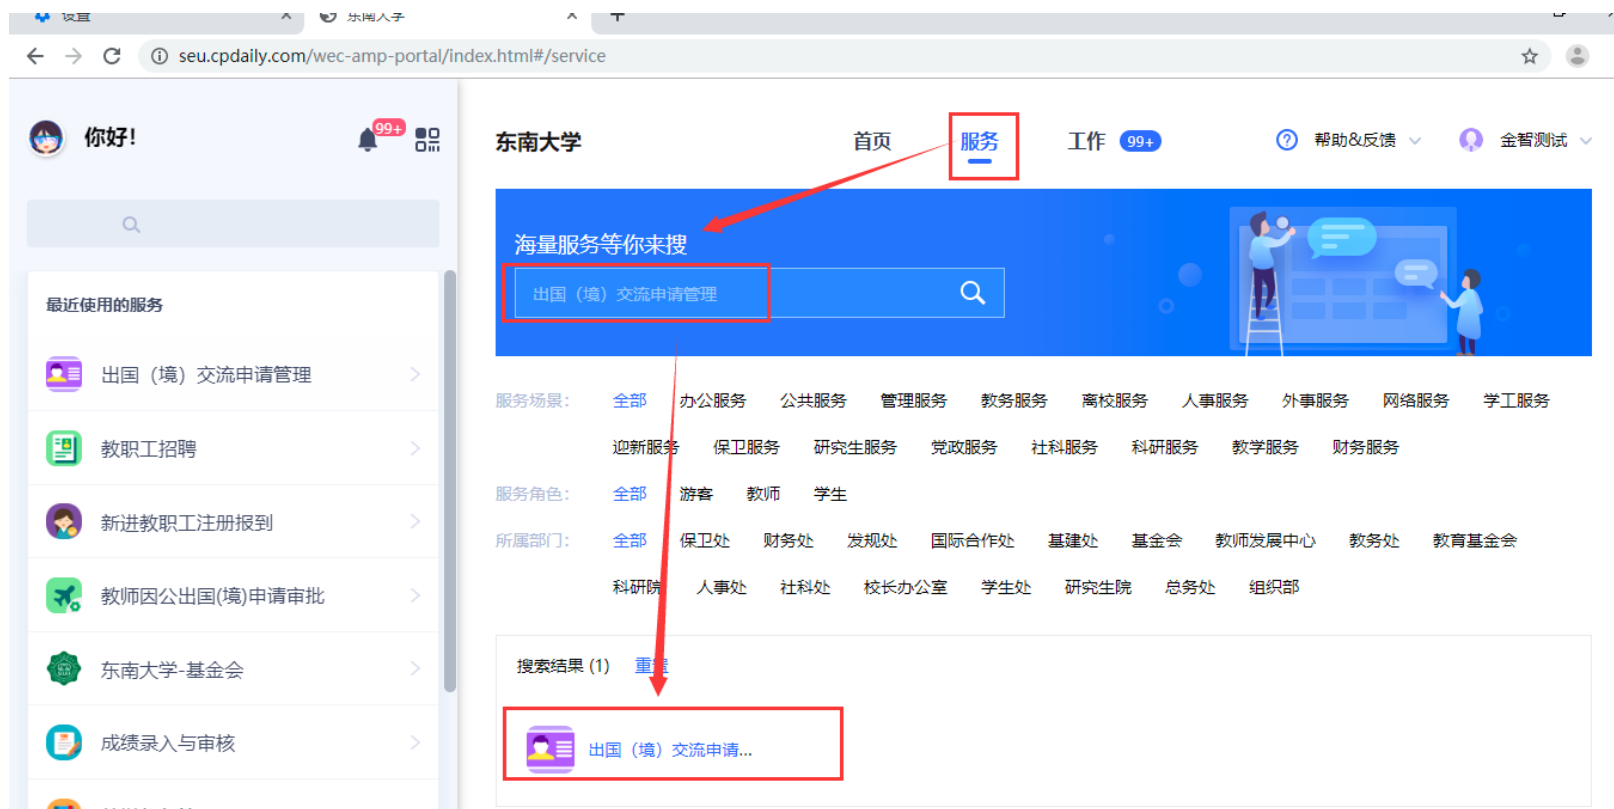 设置
东南大学
seu.cpdaily.com/wec-amp-portal/index.html#/service
你好!
99+
最近使用的服务
出国（境）交流申请管理
教职工招聘
新进教职工注册报到
教师因公出国(境)申请审批
东南大学-基金会
成绩录入与审核
东南大学 首页 服务 工作 99+ 帮助&反馈 金智测试
海量服务等你来搜
出国（境）交流申请管理
服务场景: 全部 办公服务 公共服务 管理服务 教务服务 离校服务 人事服务 外事服务 网络服务 学工服务
迎新服务 保卫服务 研究生服务 党政服务 社科服务 科研服务 教学服务 财务服务
服务角色: 全部 游客 教师 学生
所属部门: 全部 保卫处 财务处 发规处 国际合作处 基建处 基金会 教师发展中心 教务处 教育基金会
科研院 人事处 社科处 校长办公室 学生处 研究生院 总务处 组织部
搜索结果 (1) 重置
出国（境）交流申请...